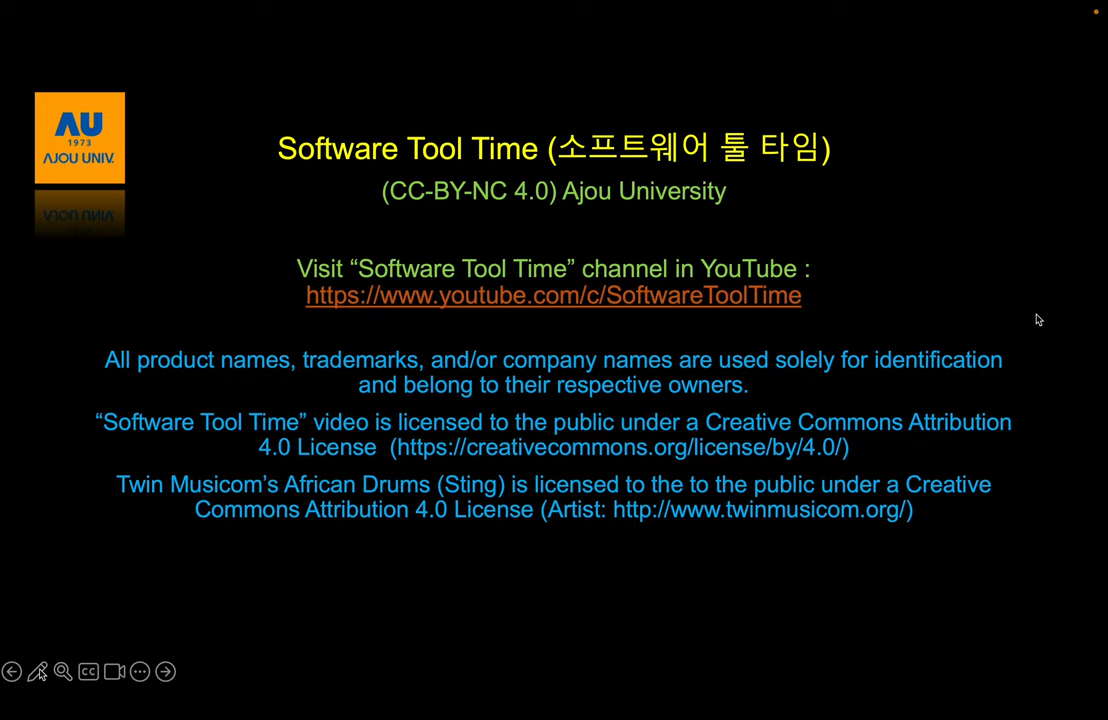 AU
1973
AJOU UNIV.
Software Tool Time (소프트웨어 툴 타임)
(CC-BY-NC 4.0) Ajou University
Visit “Software Tool Time” channel in YouTube :
https://www.youtube.com/c/SoftwareToolTime
All product names, trademarks, and/or company names are used solely for identification
and belong to their respective owners.
“Software Tool Time” video is licensed to the public under a Creative Commons Attribution
4.0 License (https://creativecommons.org/license/by/4.0/)
Twin Musicom’s African Drums (Sting) is licensed to the to the public under a Creative
Commons Attribution 4.0 License (Artist: http://www.twinmusicom.org/)
CC